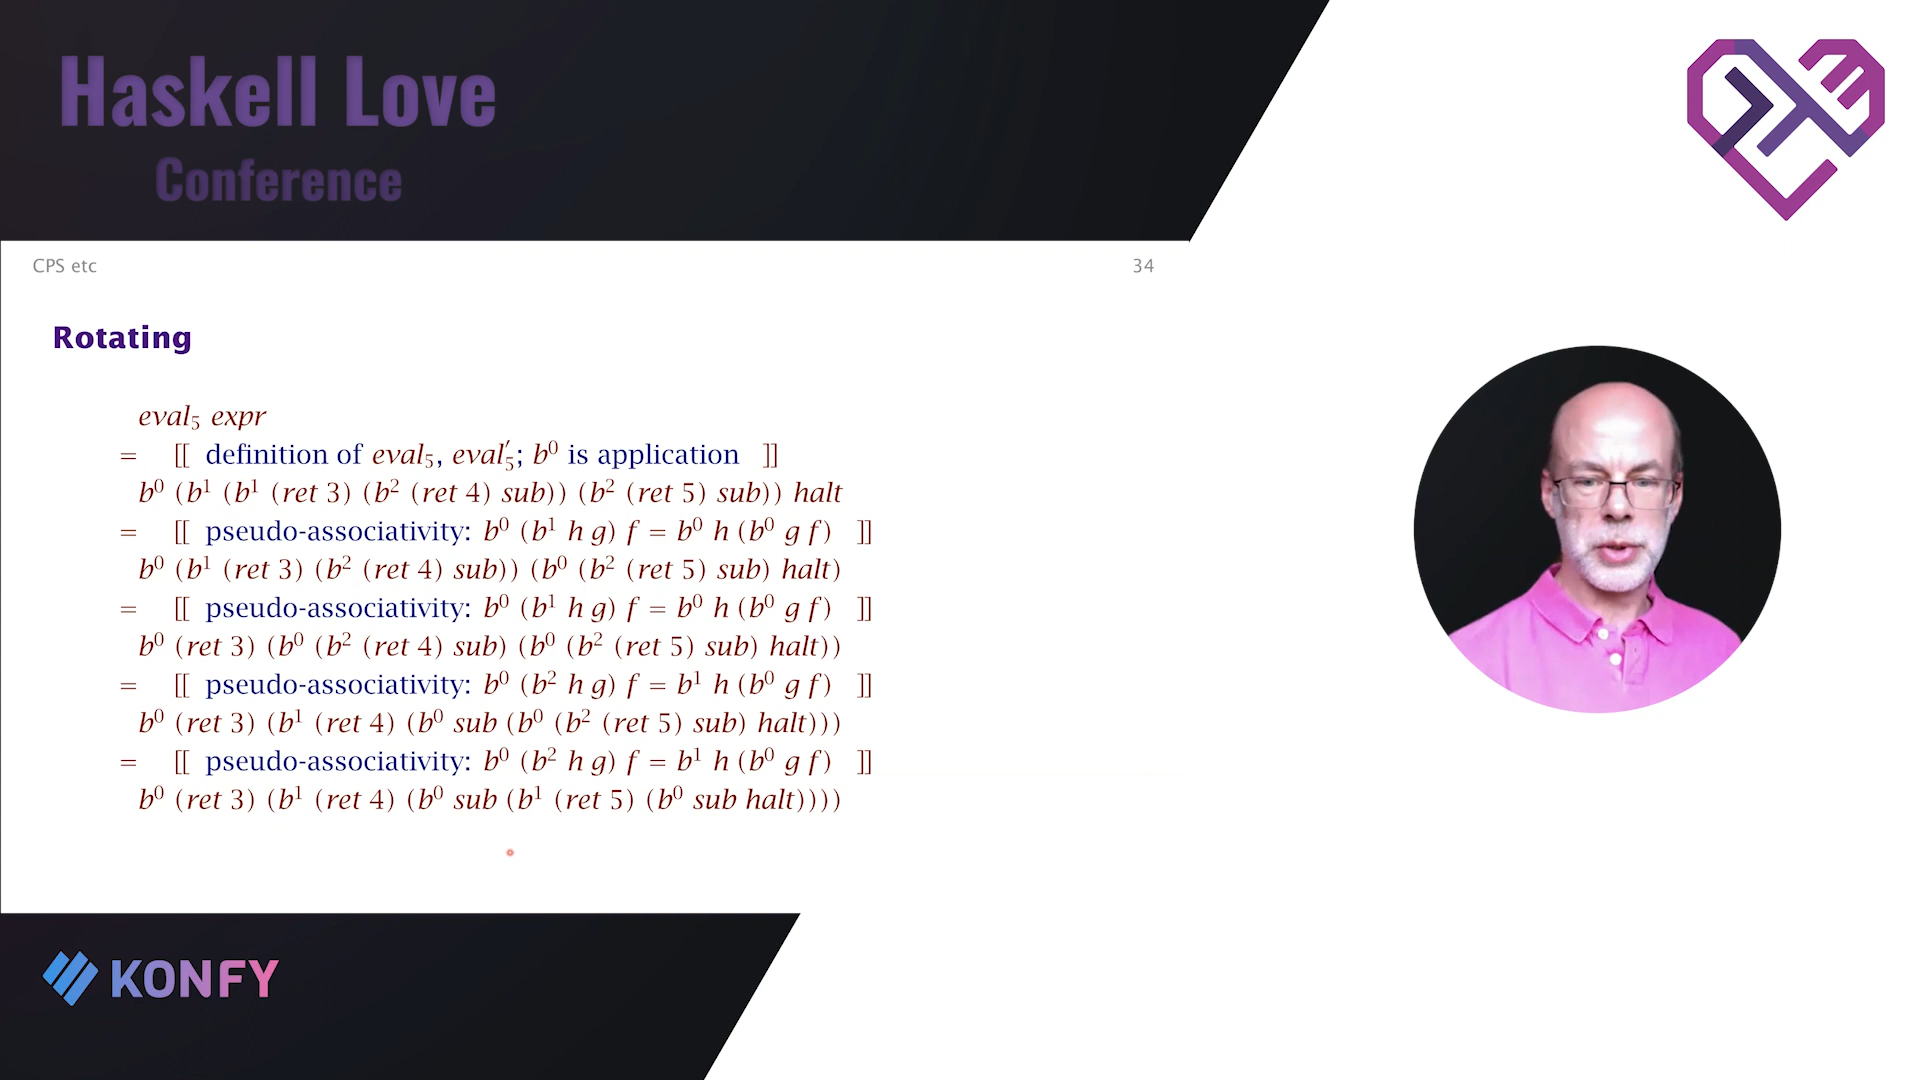 Haskell Love
Conference
CPS etc
34
Rotating
eval₅ expr
= [[ definition of eval₅, eval′₅; b⁰ is application ]]
b⁰ (b¹ (b¹ (ret 3) (b² (ret 4) sub)) (b² (ret 5) sub)) halt
= [[ pseudo-associativity: b⁰ (b¹ h g) f = b⁰ h (b⁰ g f) ]]
b⁰ (b¹ (ret 3) (b² (ret 4) sub)) (b⁰ (b² (ret 5) sub) halt)
= [[ pseudo-associativity: b⁰ (b¹ h g) f = b⁰ h (b⁰ g f) ]]
b⁰ (ret 3) (b⁰ (b² (ret 4) sub) (b⁰ (b² (ret 5) sub) halt))
= [[ pseudo-associativity: b⁰ (b² h g) f = b¹ h (b⁰ g f) ]]
b⁰ (ret 3) (b¹ (ret 4) (b⁰ sub (b⁰ (b² (ret 5) sub) halt)))
= [[ pseudo-associativity: b⁰ (b² h g) f = b¹ h (b⁰ g f) ]]
b⁰ (ret 3) (b¹ (ret 4) (b⁰ sub (b¹ (ret 5) (b⁰ sub halt))))
KONFY